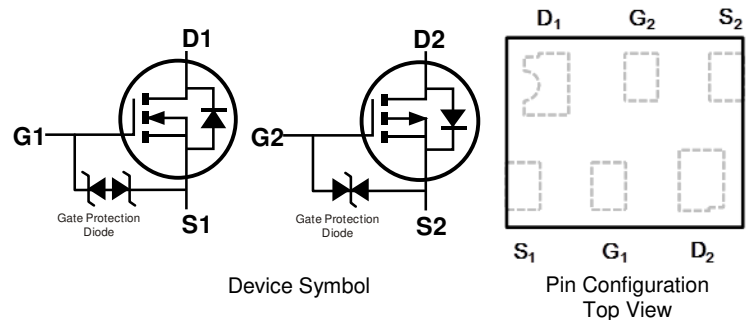 D1 D2
G1 G2
Gate Protection
Diode
S1
Gate Protection
Diode
S2
Device Symbol
D₁ G₂ S₂
S₁ G₁ D₂
Pin Configuration
Top View